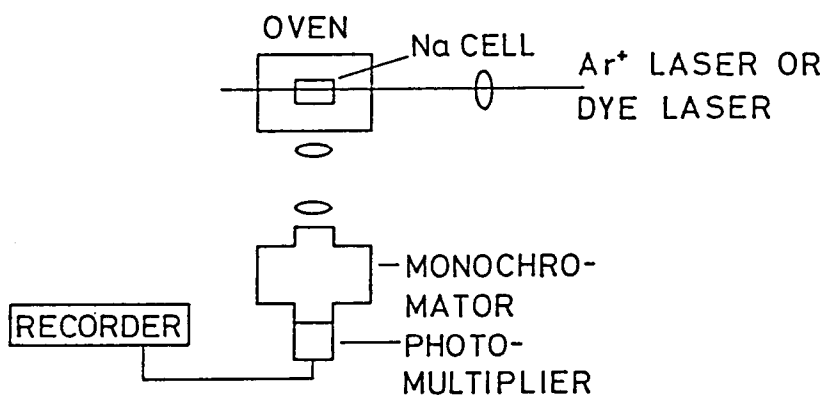 OVEN
Na CELL
Ar⁺ LASER OR
DYE LASER
MONOCHRO-
MATOR
RECORDER
PHOTO-
MULTIPLIER